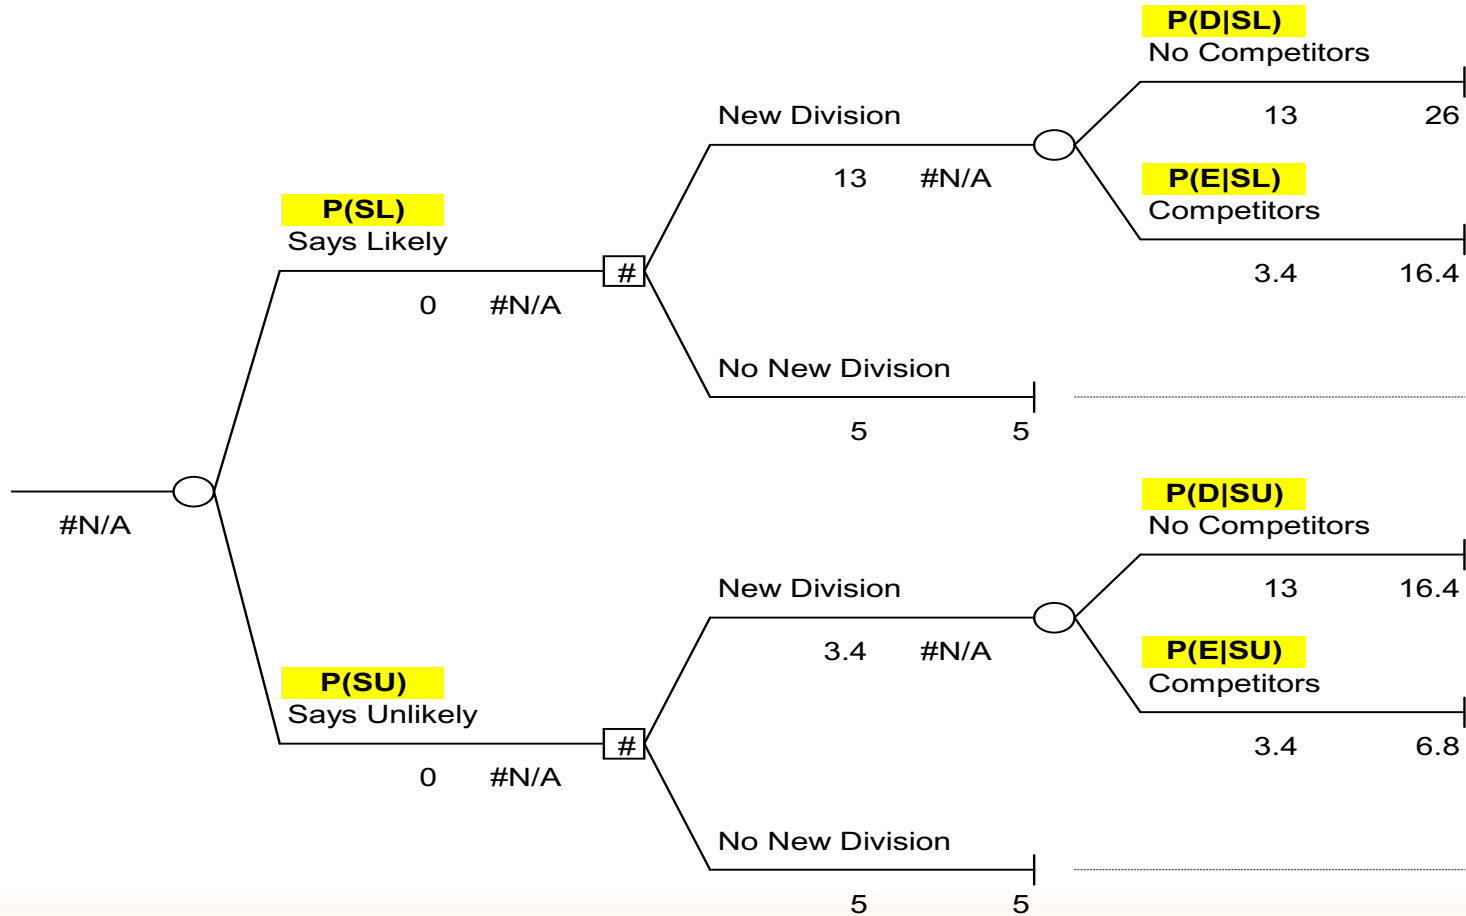 P(D|SL)
No Competitors
13 26
New Division
13 #N/A
P(E|SL)
Competitors
3.4 16.4
P(SL)
Says Likely
0 #N/A
#
No New Division
5 5
#N/A
P(D|SU)
No Competitors
13 16.4
New Division
3.4 #N/A
P(E|SU)
Competitors
3.4 6.8
P(SU)
Says Unlikely
0 #N/A
#
No New Division
5 5